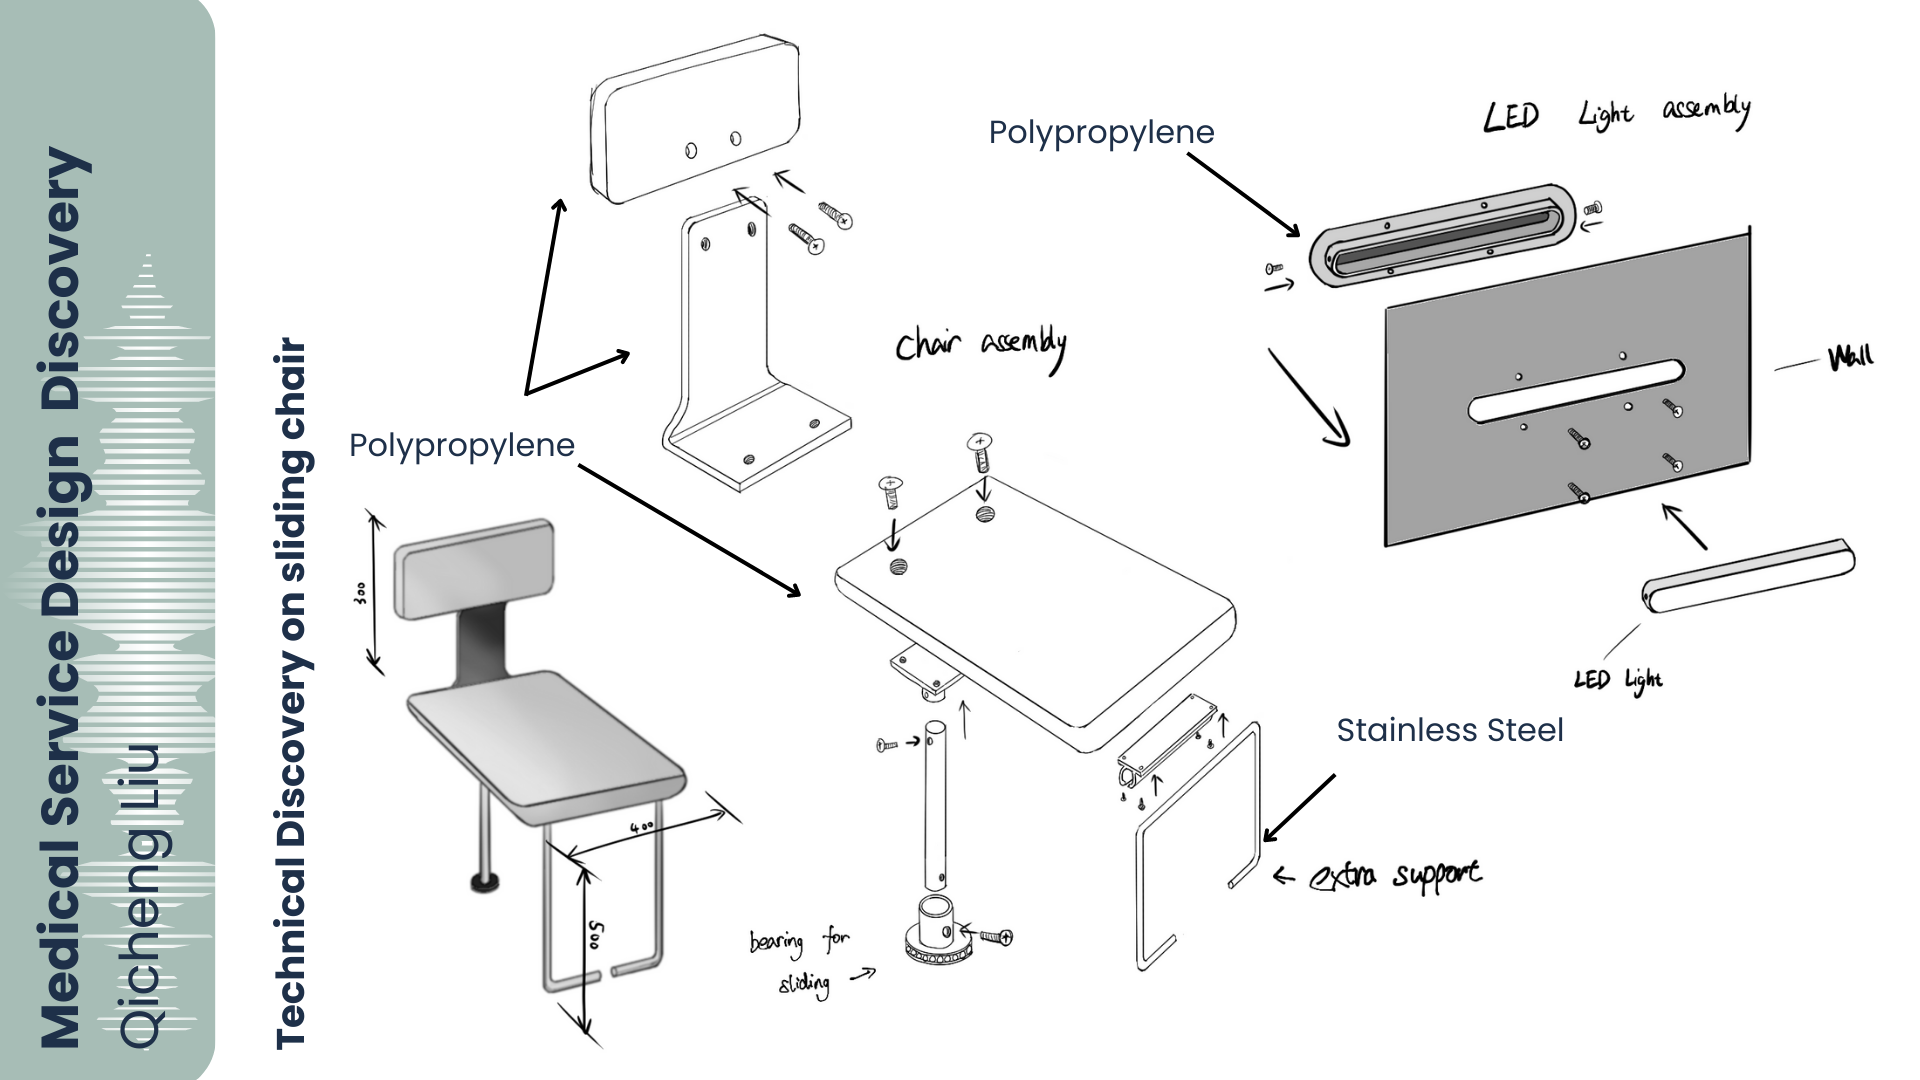 Medical Service Design Discovery
Qicheng Liu
Technical Discovery on sliding chair
Polypropylene
LED Light assembly
chair assembly
Wall
Polypropylene
300
LED Light
Stainless Steel
400
extra support
500
bearing for
sliding